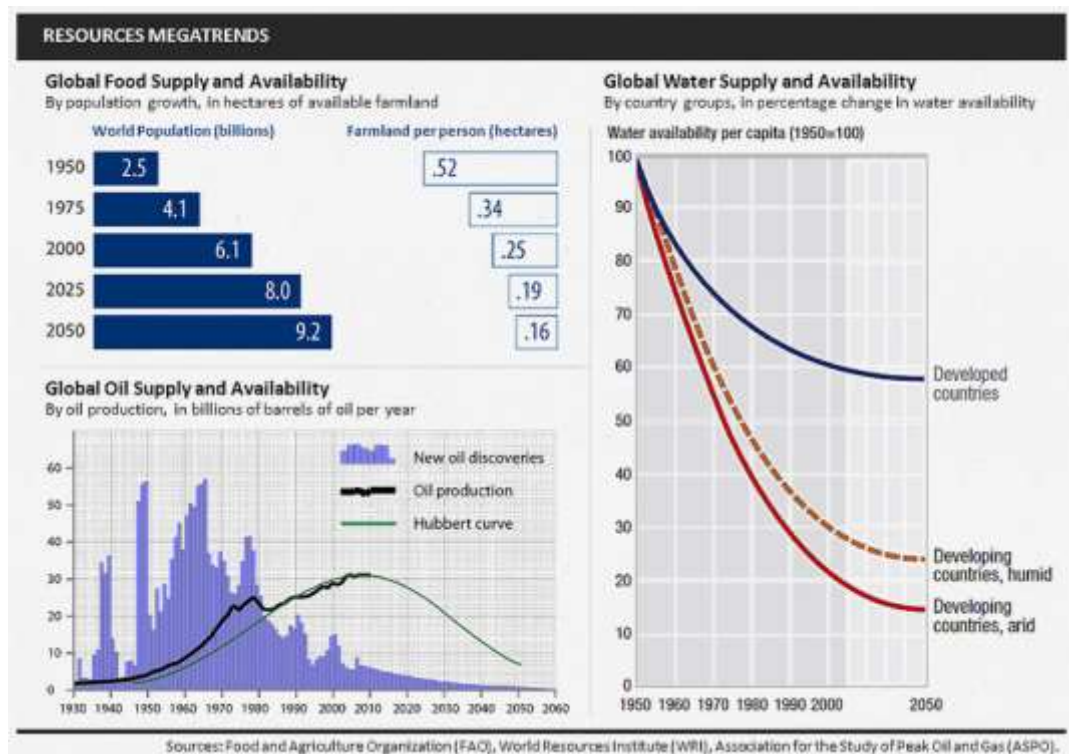 RESOURCES MEGATRENDS
Global Food Supply and Availability
By population growth, in hectares of available farmland
World Population (billions) Farmland per person (hectares)
1950 2.5 .52
1975 4.1 .34
2000 6.1 .25
2025 8.0 .19
2050 9.2 .16
Global Oil Supply and Availability
By oil production, in billions of barrels of oil per year
60
50
40
30
20
10
0
New oil discoveries
Oil production
Hubbert curve
1930 1940 1950 1960 1970 1980 1990 2000 2010 2020 2030 2040 2050 2060
Global Water Supply and Availability
By country groups, in percentage change in water availability
Water availability per capita (1950=100)
100
90
80
70
60
50
40
30
20
10
0
Developed
countries
Developing
countries, humid
Developing
countries, arid
1950 1960 1970 1980 1990 2000 2050
Sources: Food and Agriculture Organization (FAO), World Resources Institute (WRI), Association for the Study of Peak Oil and Gas (ASPO).